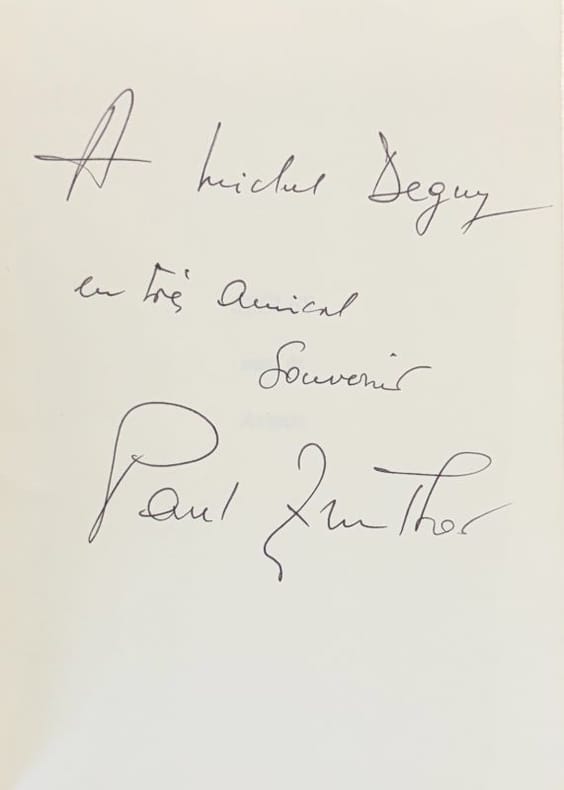 A Michel Deguy
en très amical
Souvenir
Paul Zumthor